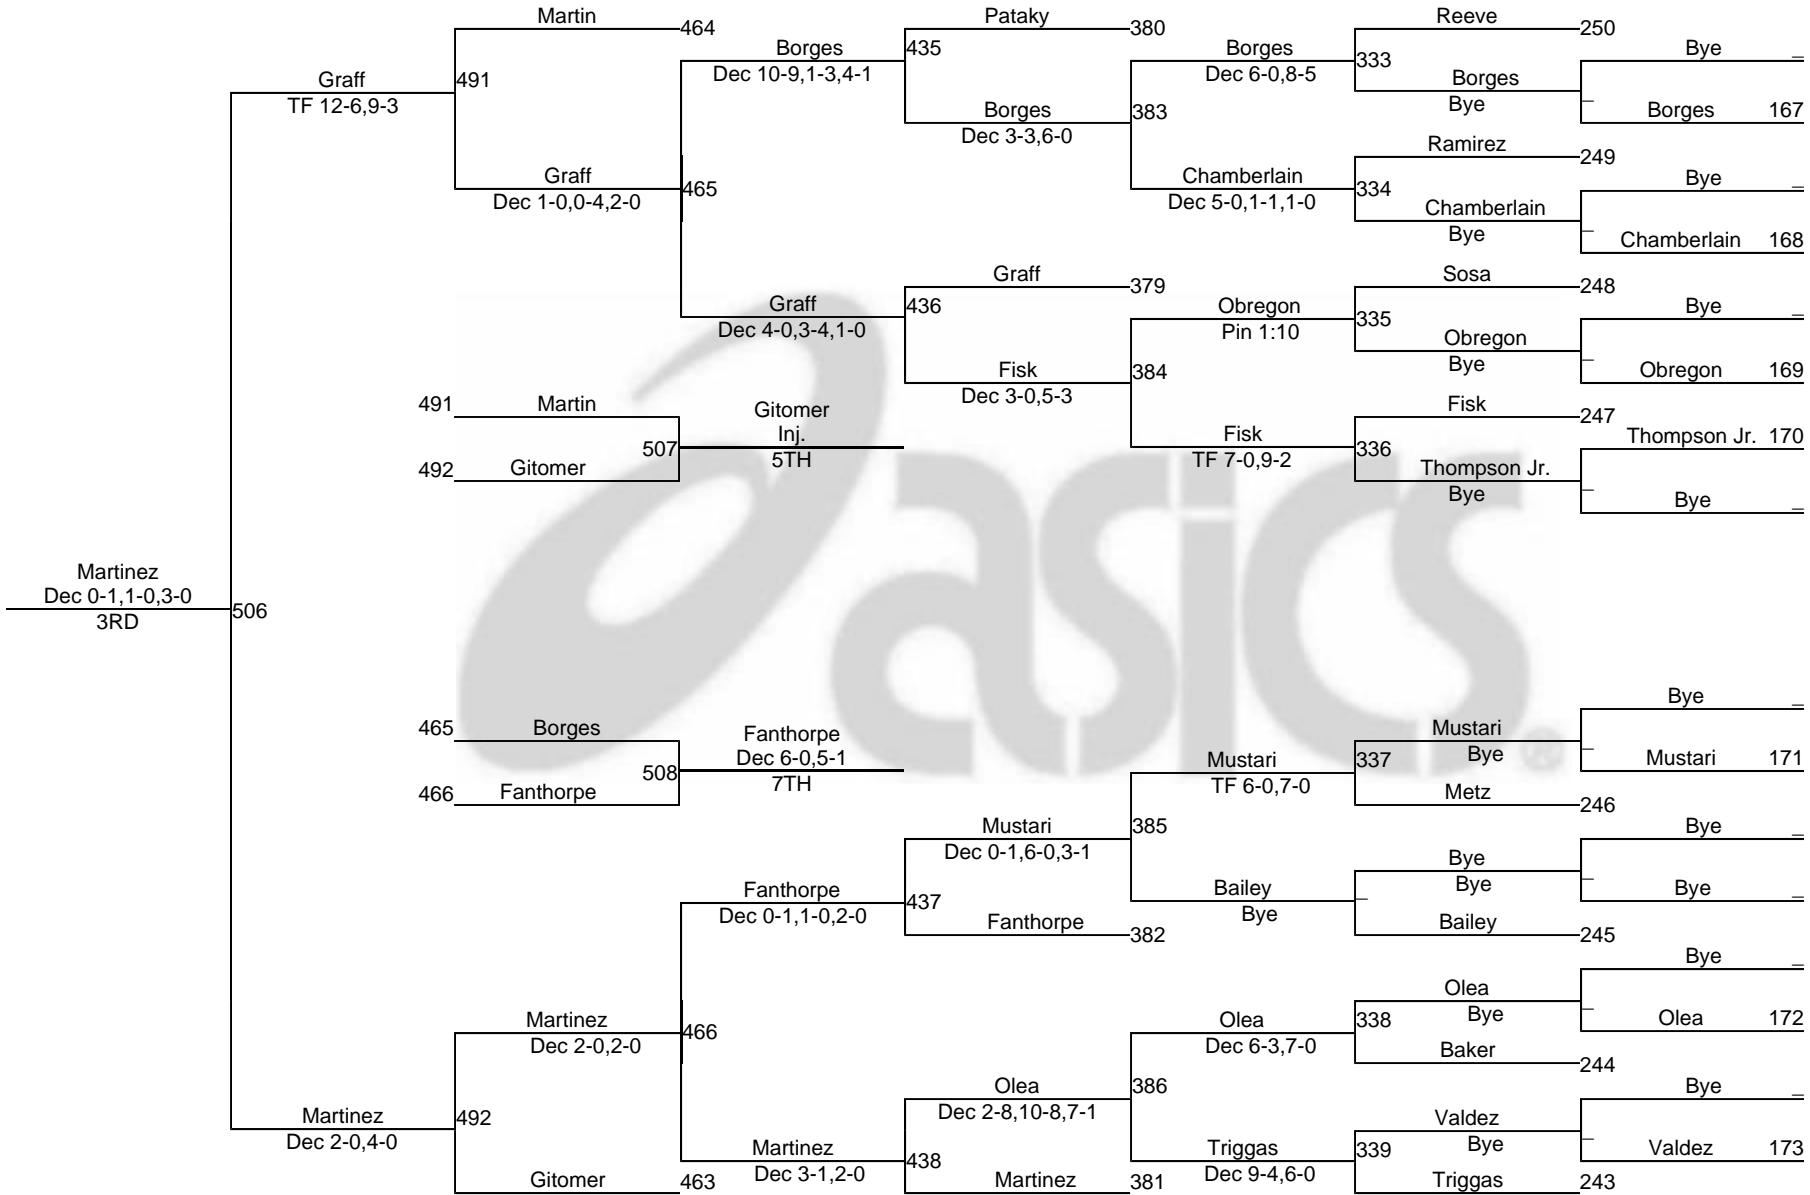 Martin
464
Graff
TF 12-6,9-3
491
Graff
Dec 1-0,0-4,2-0
465
Borges
Dec 10-9,1-3,4-1
435
Pataky
380
Borges
Dec 3-3,6-0
383
Borges
Dec 6-0,8-5
333
Reeve
250
Borges
Bye
Bye
_
_
Borges 167
Chamberlain
Dec 5-0,1-1,1-0
334
Ramirez
249
Chamberlain
Bye
Bye
_
_
Chamberlain 168
Graff
Dec 4-0,3-4,1-0
436
Graff
379
Fisk
Dec 3-0,5-3
384
Obregon
Pin 1:10
335
Sosa
248
Obregon
Bye
Bye
_
_
Obregon 169
Fisk
TF 7-0,9-2
336
Fisk
247
Thompson Jr.
Bye
Thompson Jr. 170
_
Bye
_
491 Martin
492 Gitomer
507
Gitomer
Inj.
5TH
asics
®
Martinez
Dec 0-1,1-0,3-0
3RD
506
465 Borges
466 Fanthorpe
508
Fanthorpe
Dec 6-0,5-1
7TH
Martinez
Dec 2-0,4-0
492
Martinez
Dec 2-0,2-0
466
Gitomer
463
Fanthorpe
Dec 0-1,1-0,2-0
437
Mustari
Dec 0-1,6-0,3-1
385
Fanthorpe
382
Mustari
TF 6-0,7-0
337
Mustari
Bye
Bye
_
_
Mustari 171
Metz
246
Bailey
Bye
_
Bye
Bye
Bye
_
_
Bye
_
Bailey
245
Martinez
Dec 3-1,2-0
438
Olea
Dec 2-8,10-8,7-1
386
Martinez
381
Olea
Dec 6-3,7-0
338
Olea
Bye
Bye
_
_
Olea 172
Baker
244
Triggas
Dec 9-4,6-0
339
Valdez
Bye
Bye
_
_
Valdez 173
Triggas
243